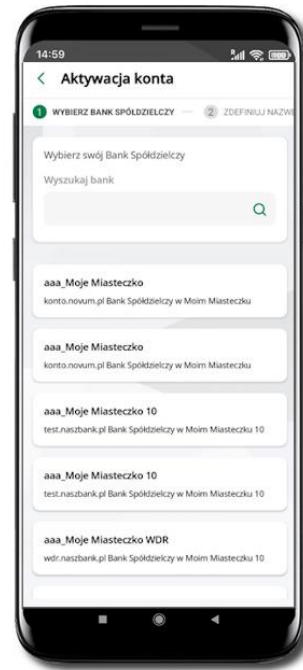 14:59
Aktywacja konta
1 WYBIERZ BANK SPÓŁDZIELCZY 2 ZDEFINIUJ NAZWĘ
Wybierz swój Bank Spółdzielczy
Wyszukaj bank
aaa_Moje Miasteczko
konto.novum.pl Bank Spółdzielczy w Moim Miasteczku
aaa_Moje Miasteczko
konto.novum.pl Bank Spółdzielczy w Moim Miasteczku
aaa_Moje Miasteczko 10
test.naszbank.pl Bank Spółdzielczy w Moim Miasteczku 10
aaa_Moje Miasteczko 10
test.naszbank.pl Bank Spółdzielczy w Moim Miasteczku 10
aaa_Moje Miasteczko WDR
wdr.naszbank.pl Bank Spółdzielczy w Moim Miasteczku 10